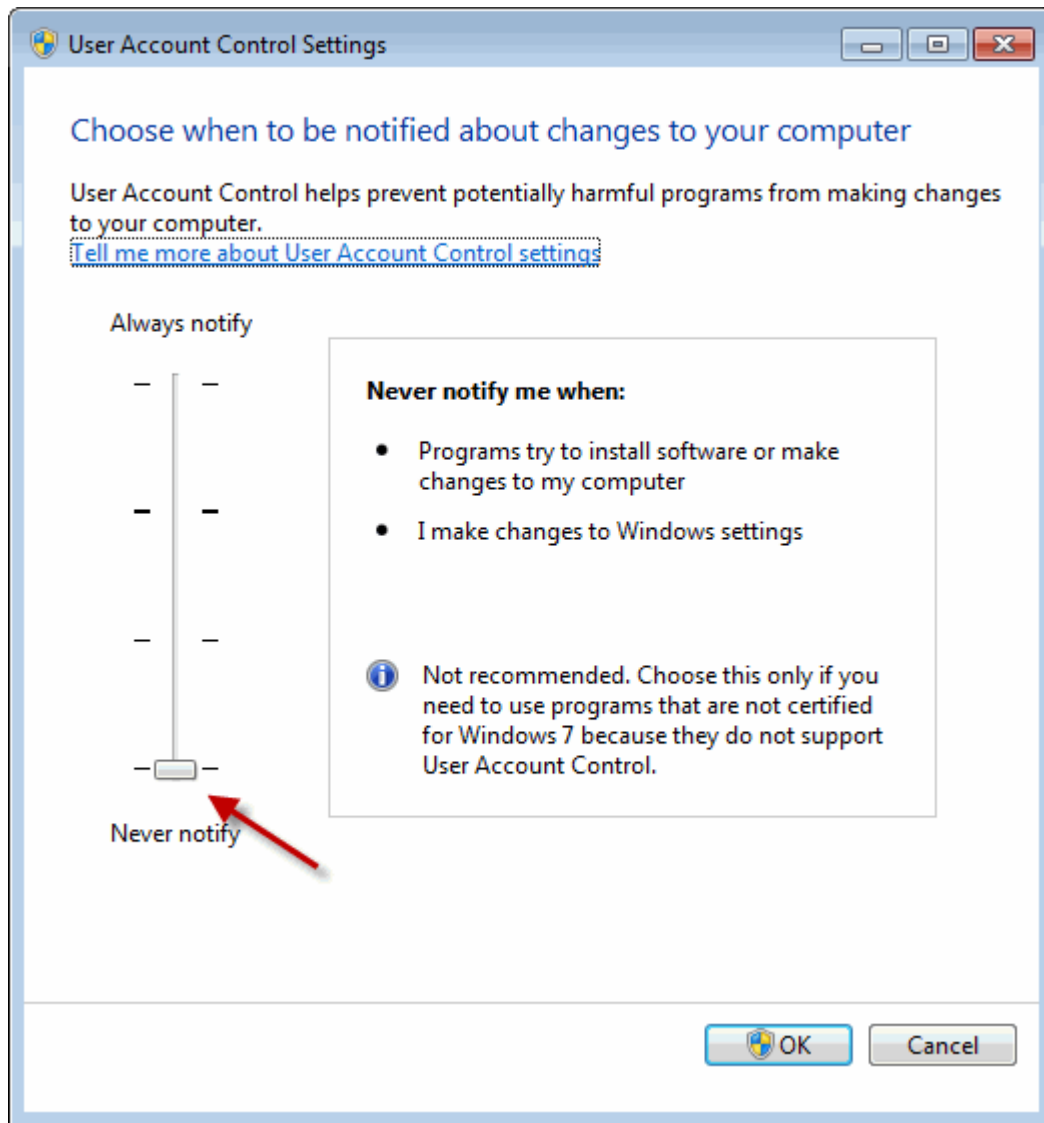 User Account Control Settings
Choose when to be notified about changes to your computer
User Account Control helps prevent potentially harmful programs from making changes
to your computer.
Tell me more about User Account Control settings
Always notify
Never notify me when:
Programs try to install software or make
changes to my computer
I make changes to Windows settings
Not recommended. Choose this only if you
need to use programs that are not certified
for Windows 7 because they do not support
User Account Control.
Never notify
OK
Cancel